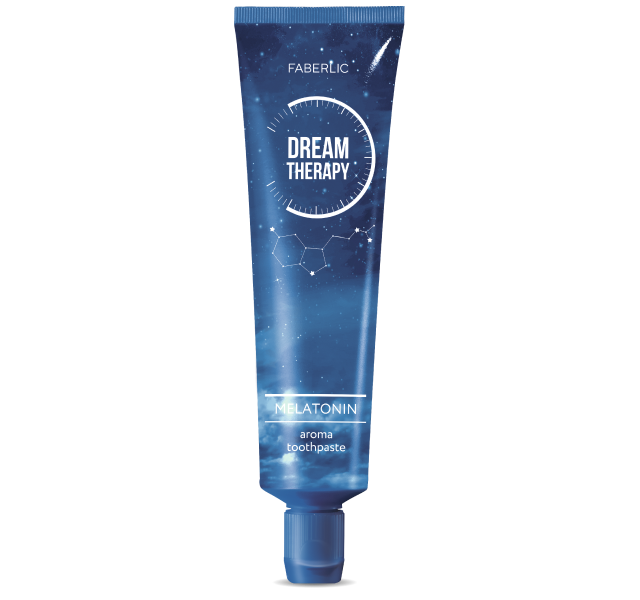 FABERLIC
DREAM
THERAPY
MELATONIN
aroma
toothpaste